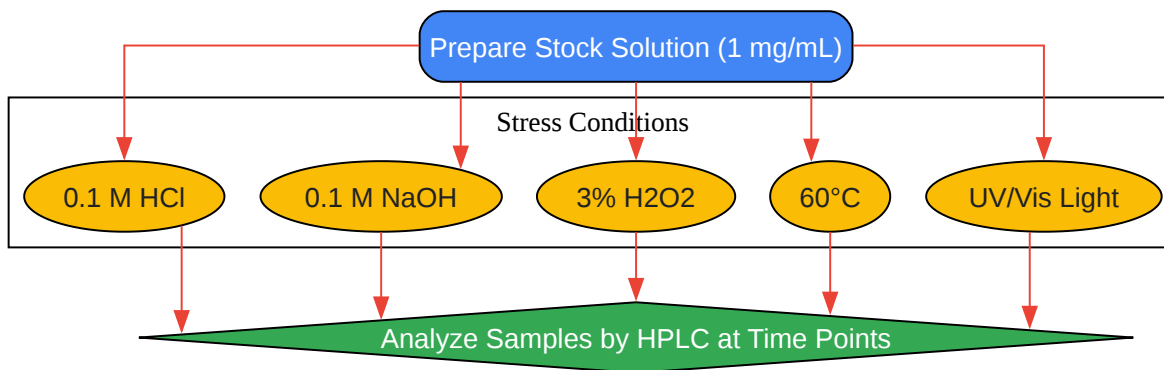 Prepare Stock Solution (1 mg/mL)
Stress Conditions
0.1 M HCl
0.1 M NaOH
3% H2O2
60°C
UV/Vis Light
Analyze Samples by HPLC at Time Points